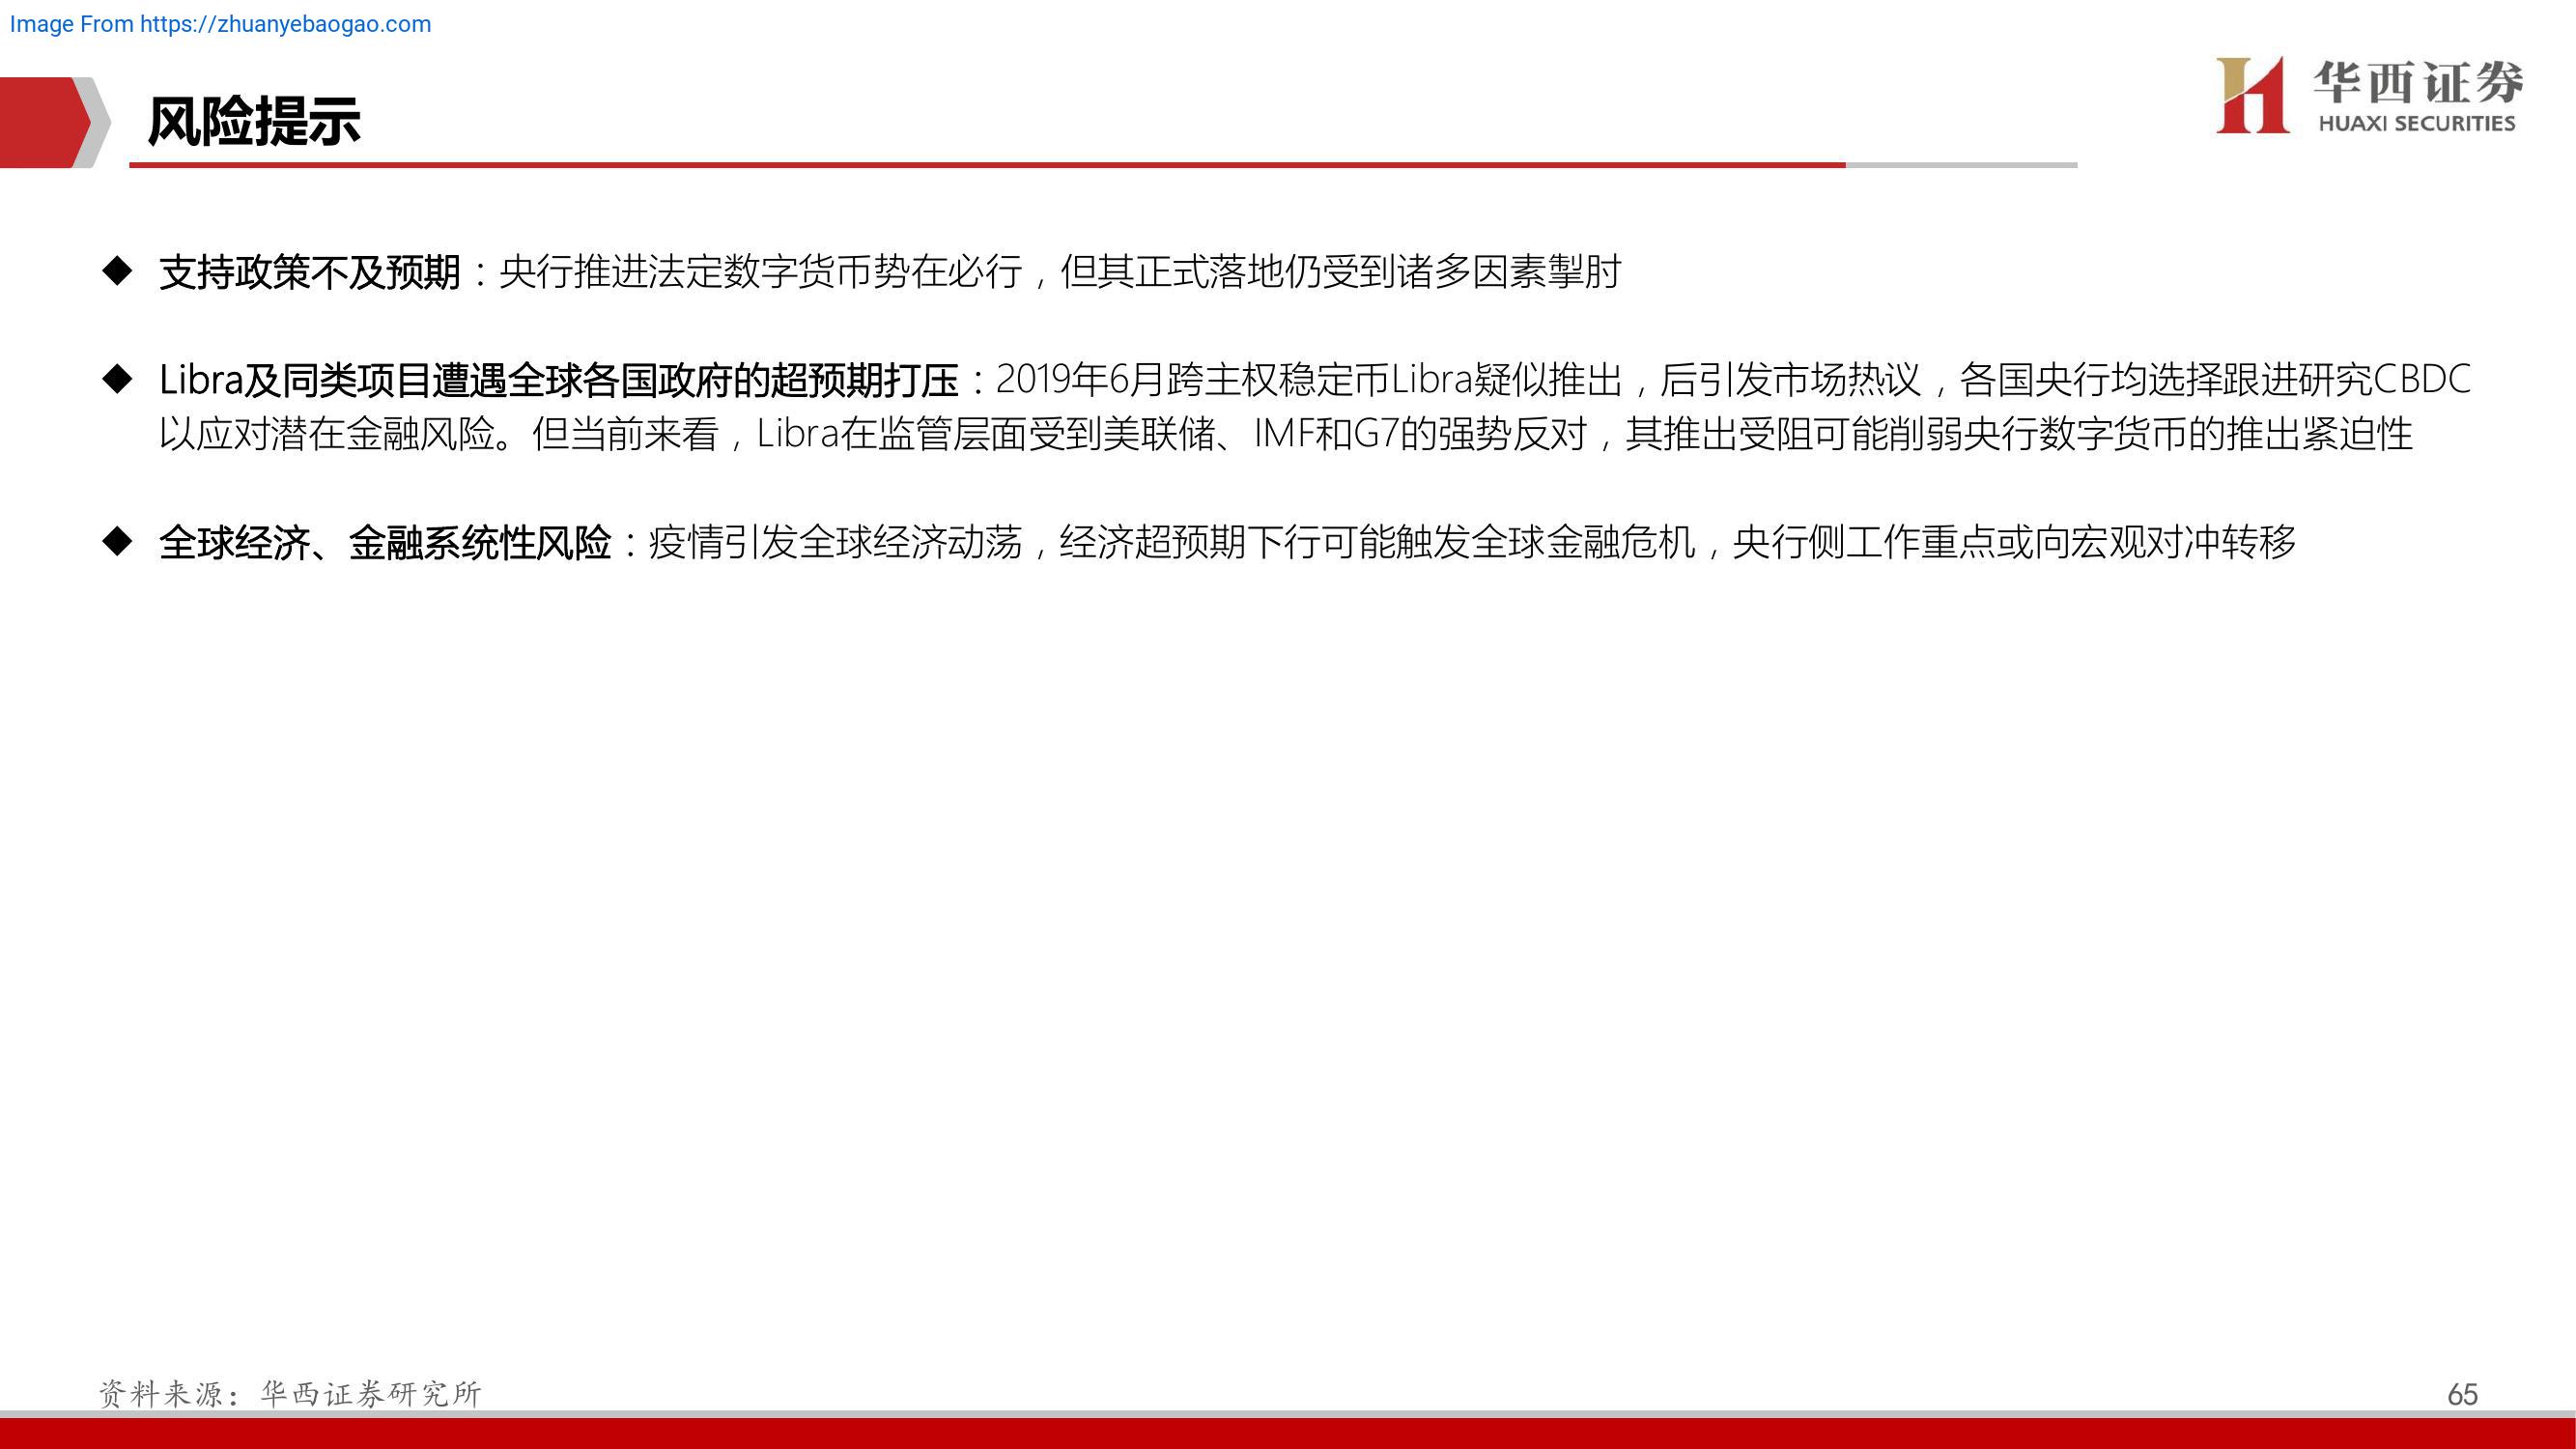 Image From https://zhuanyebaogao.com
华西证券
HUAXI SECURITIES
风险提示
◆ 支持政策不及预期：央行推进法定数字货币势在必行，但其正式落地仍受到诸多因素掣肘
◆ Libra及同类项目遭遇全球各国政府的超预期打压：2019年6月跨主权稳定币Libra疑似推出，后引发市场热议，各国央行均选择跟进研究CBDC
以应对潜在金融风险。但当前来看，Libra在监管层面受到美联储、IMF和G7的强势反对，其推出受阻可能削弱央行数字货币的推出紧迫性
◆ 全球经济、金融系统性风险：疫情引发全球经济动荡，经济超预期下行可能触发全球金融危机，央行侧工作重点或向宏观对冲转移
资料来源：华西证券研究所
65